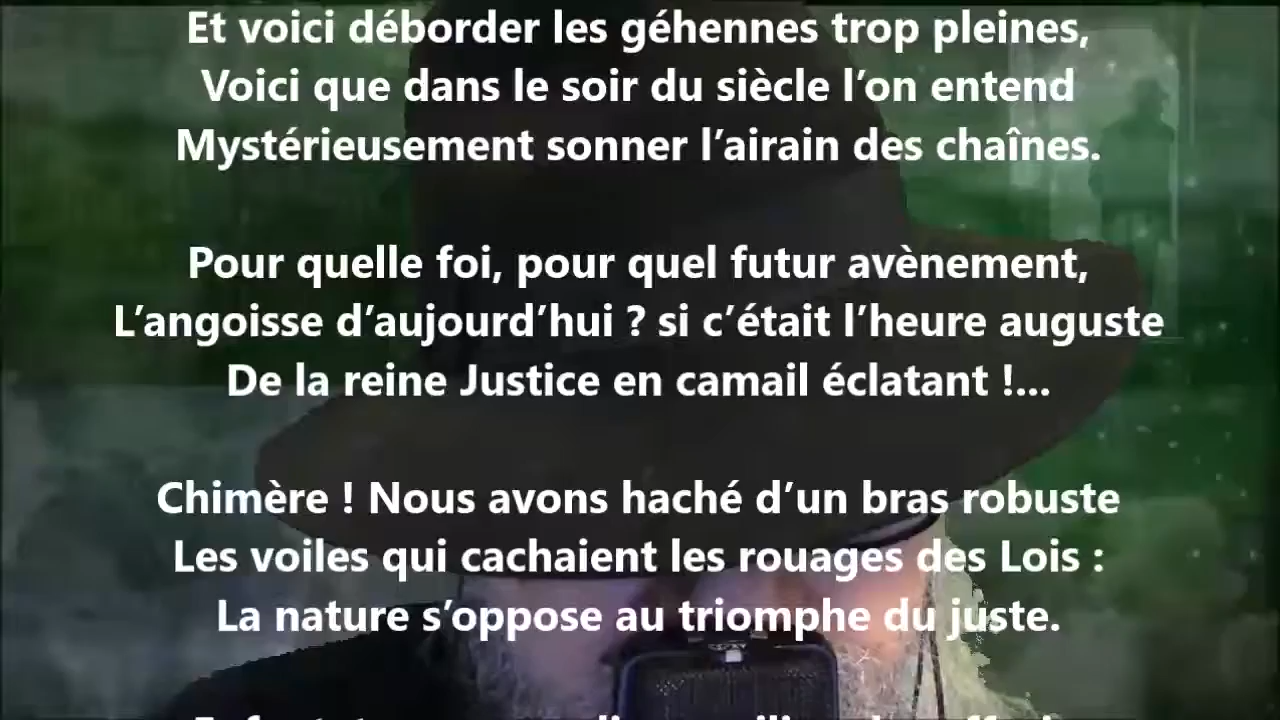 Et voici déborder les géhennes trop pleines,
Voici que dans le soir du siècle l’on entend
Mystérieusement sonner l’airain des chaînes.
Pour quelle foi, pour quel futur avènement,
L’angoisse d’aujourd’hui ? si c’était l’heure auguste
De la reine Justice en camail éclatant !...
Chimère ! Nous avons haché d’un bras robuste
Les voiles qui cachaient les rouages des Lois :
La nature s’oppose au triomphe du juste.